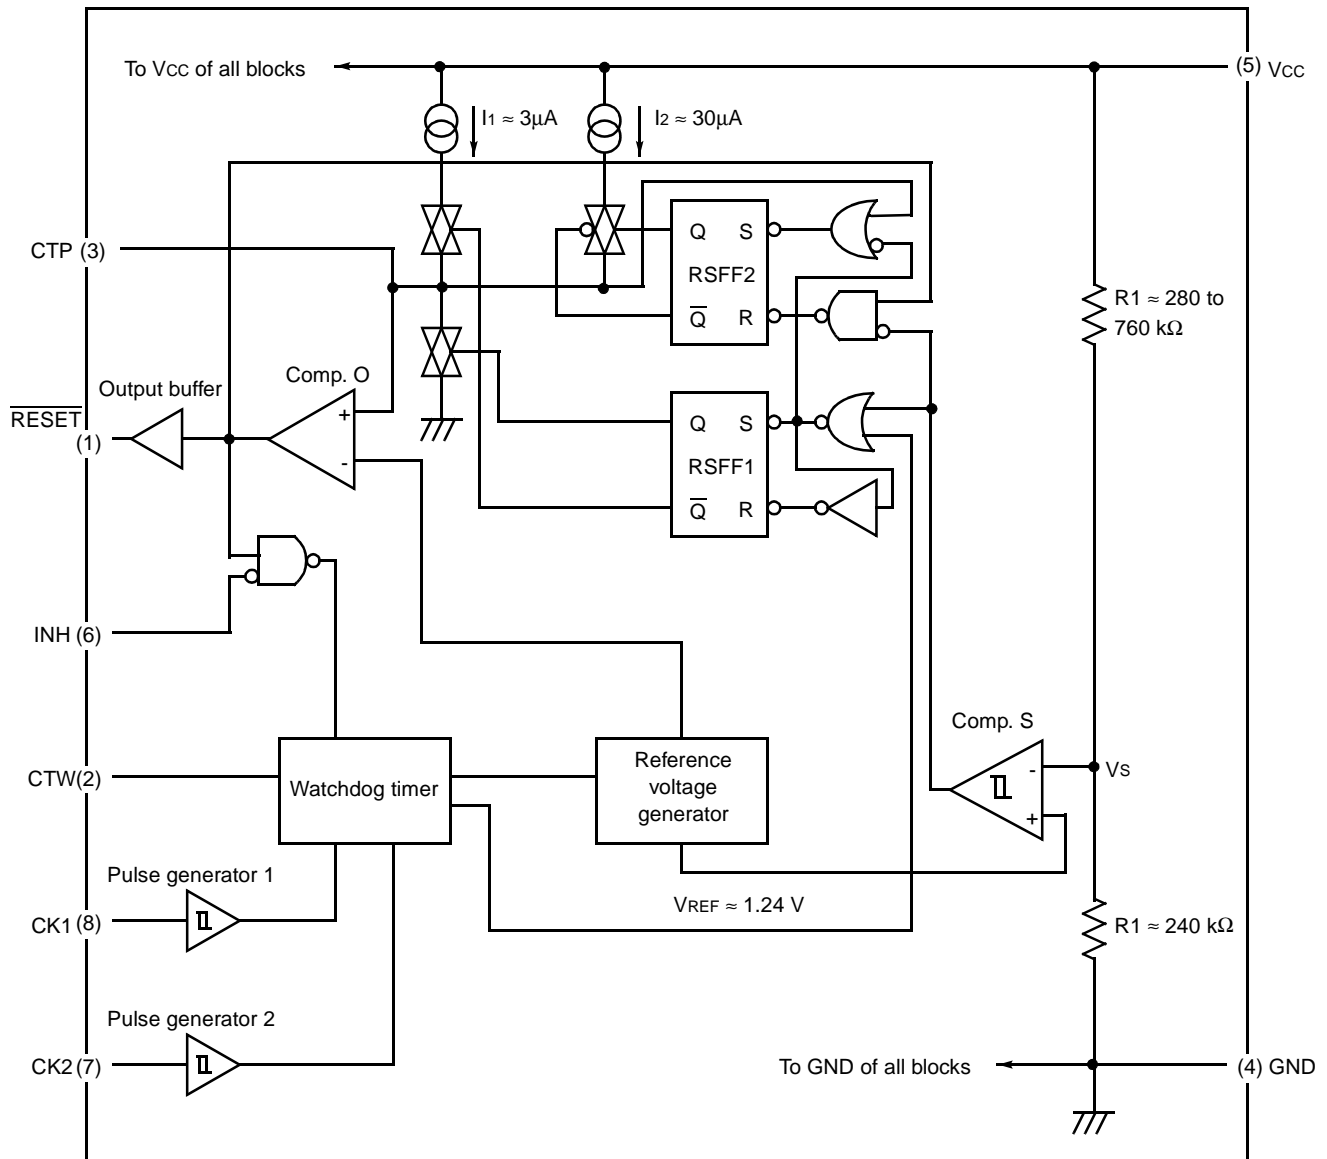 To VCC of all blocks
(5) VCC
I1 ≈ 3μA
I2 ≈ 30μA
CTP (3)
Q S
RSFF2
Q̅ R
R1 ≈ 280 to
760 kΩ
Output buffer
Comp. O
R̅E̅S̅E̅T̅
(1)
+
-
Q S
RSFF1
Q̅ R
INH (6)
Comp. S
CTW(2)
Watchdog timer
Reference
voltage
generator
-
+
VS
Pulse generator 1
CK1 (8)
VREF ≈ 1.24 V
R1 ≈ 240 kΩ
Pulse generator 2
CK2 (7)
To GND of all blocks
(4) GND